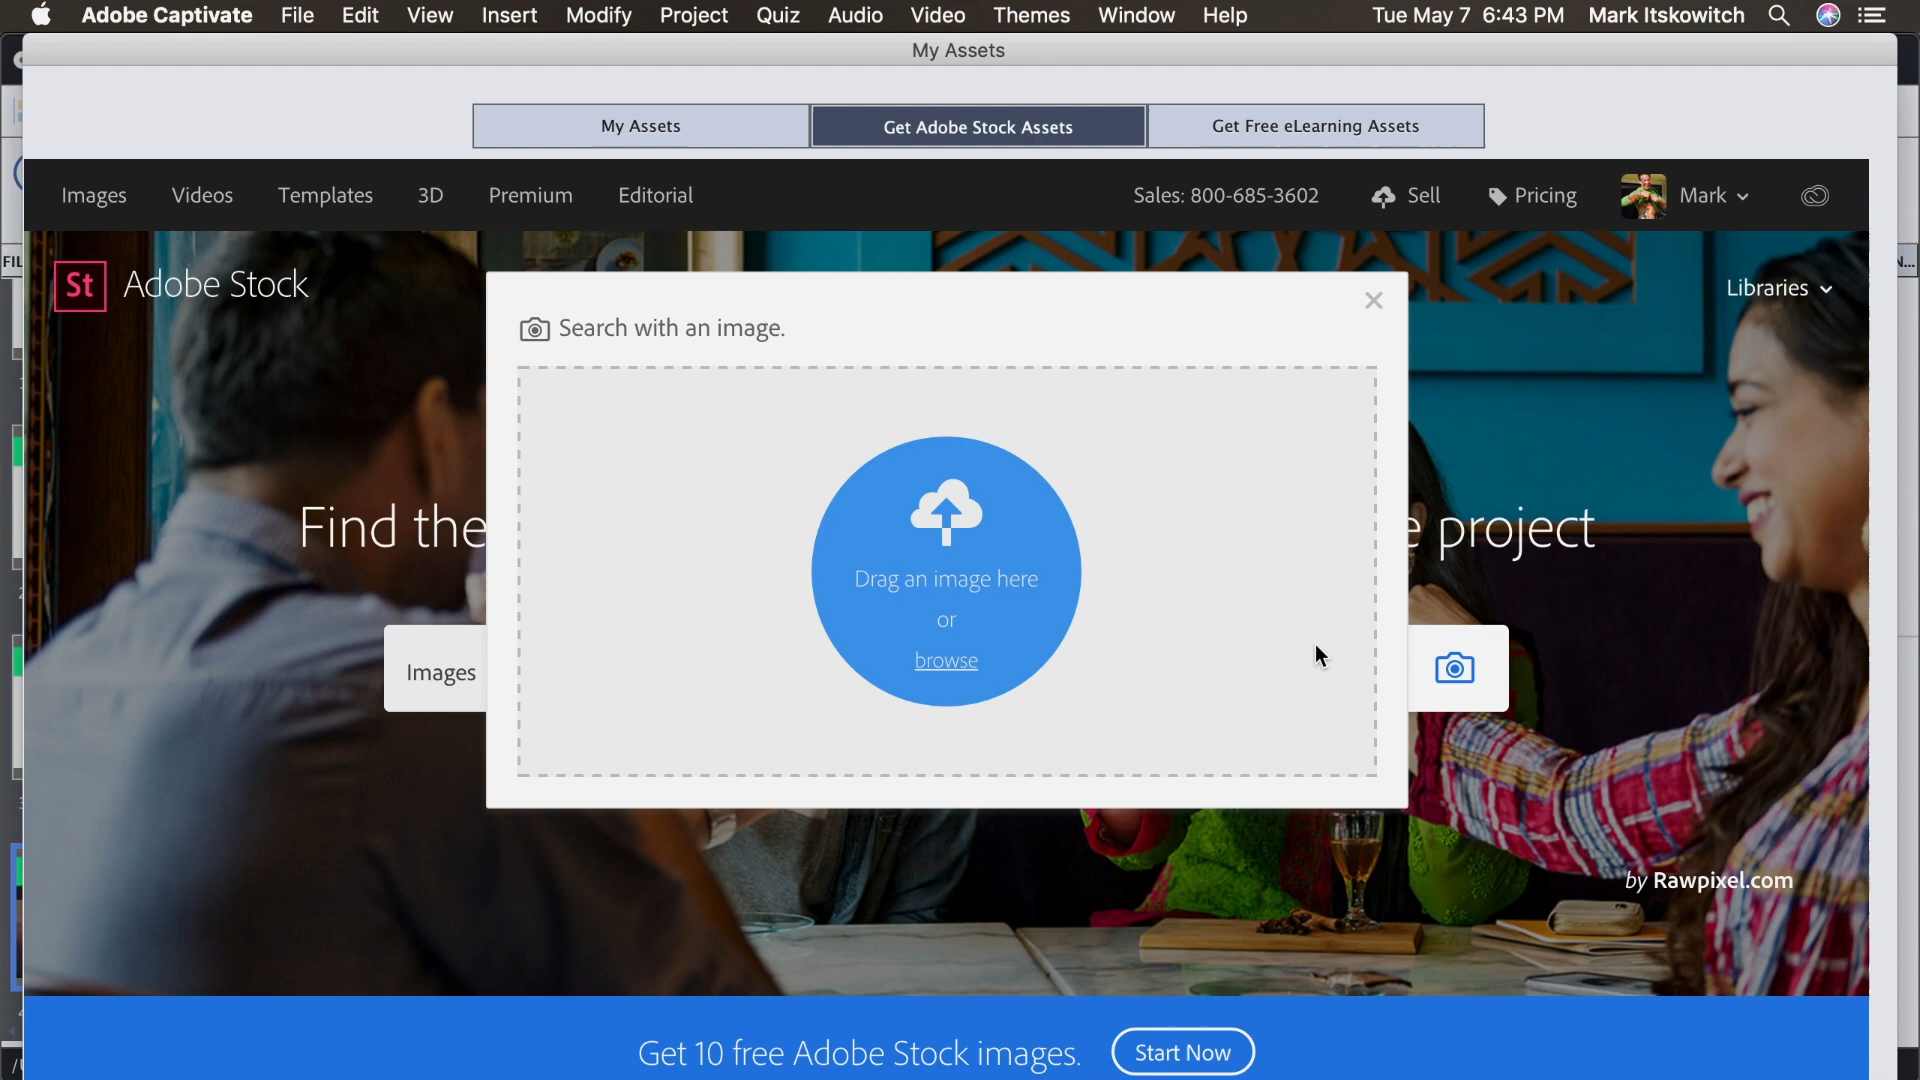 Adobe Captivate File Edit View Insert Modify Project Quiz Audio Video Themes Window Help Tue May 7 6:43 PM Mark Itskowitch
My Assets
My Assets Get Adobe Stock Assets Get Free eLearning Assets
Images Videos Templates 3D Premium Editorial Sales: 800-685-3602 Sell Pricing Mark
FIL
St Adobe Stock
Libraries
Search with an image.
Find the
e project
Drag an image here
or
browse
Images
by Rawpixel.com
Get 10 free Adobe Stock images. Start Now